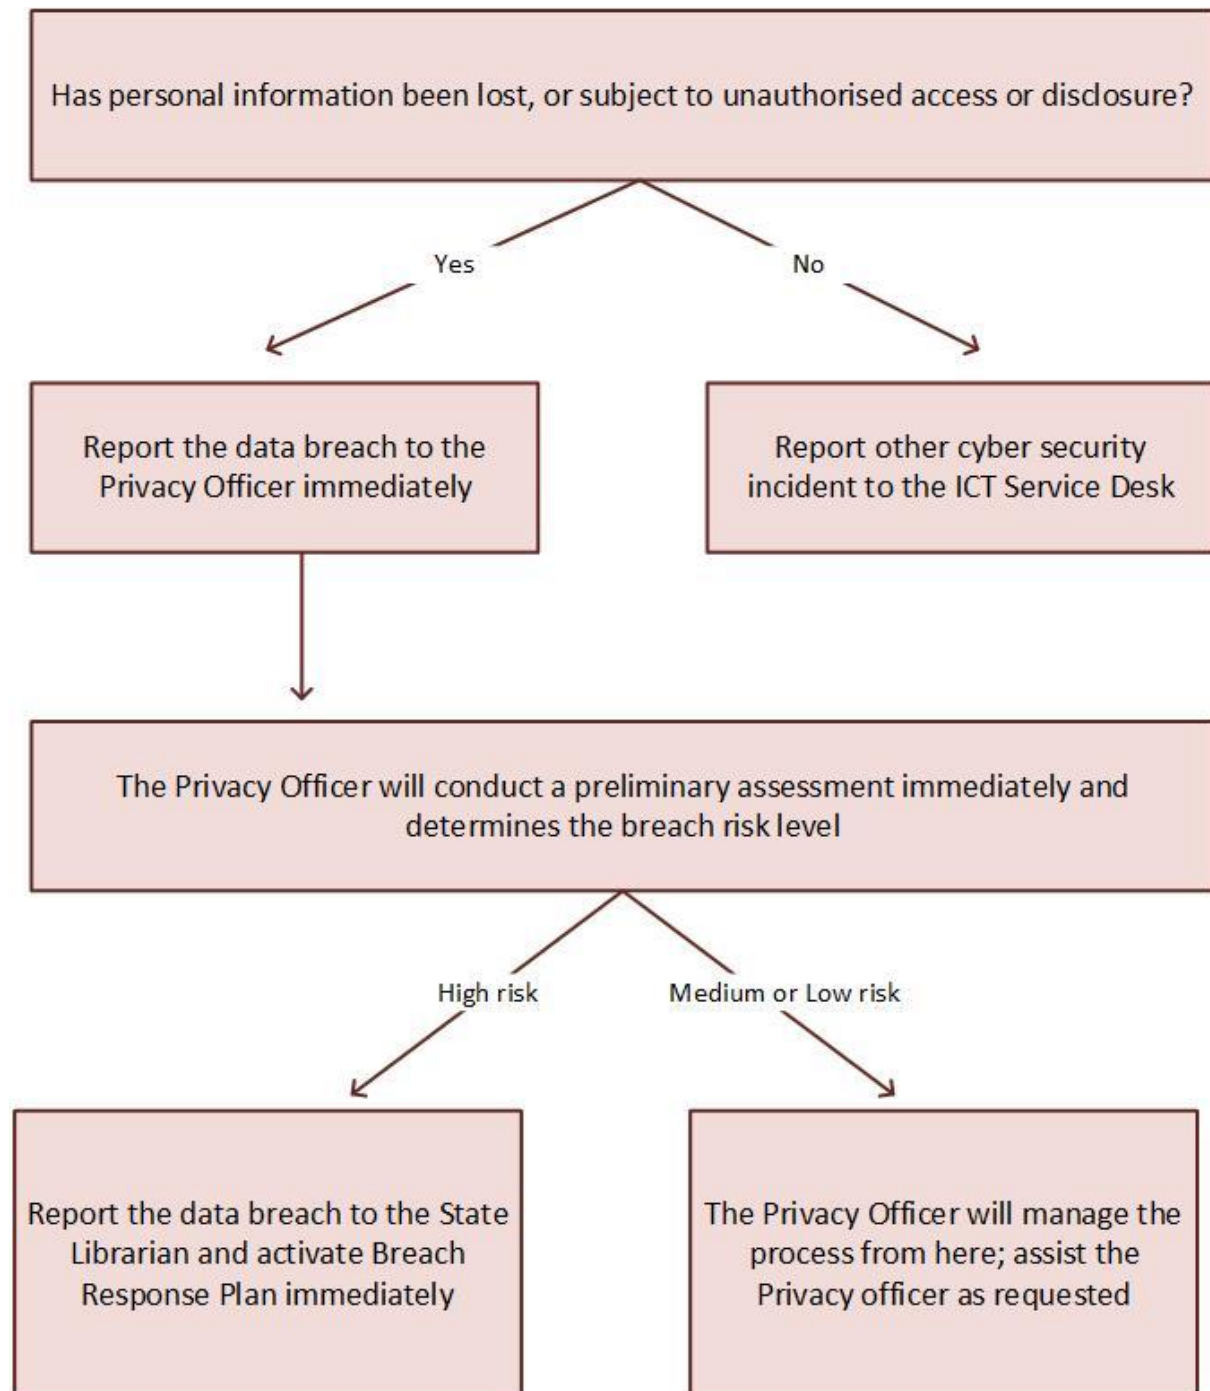 Has personal information been lost, or subject to unauthorised access or disclosure?
Yes
No
Report the data breach to the
Privacy Officer immediately
Report other cyber security
incident to the ICT Service Desk
The Privacy Officer will conduct a preliminary assessment immediately and
determines the breach risk level
High risk
Medium or Low risk
Report the data breach to the State
Librarian and activate Breach
Response Plan immediately
The Privacy Officer will manage the
process from here; assist the
Privacy officer as requested